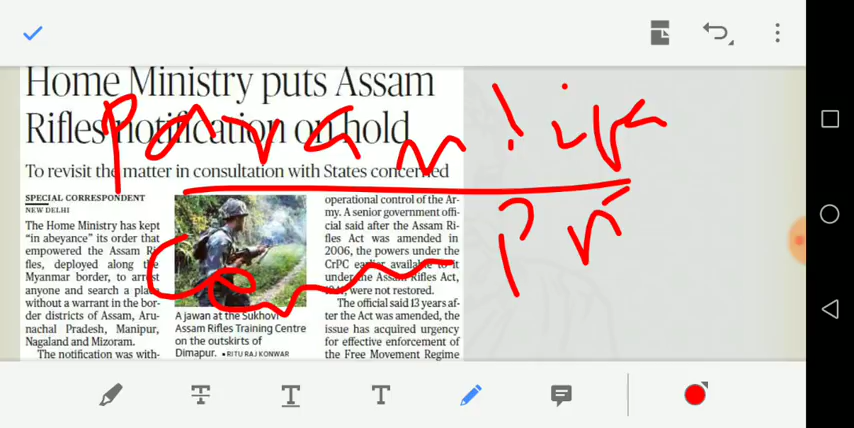 Home Ministry puts Assam
Rifles notification on hold
To revisit the matter in consultation with States concerned
SPECIAL CORRESPONDENT
NEW DELHI
The Home Ministry has kept
“in abeyance” its order that
empowered the Assam Ri-
fles, deployed along the
Myanmar border, to arrest
anyone and search a place
without a warrant in the bor-
der districts of Assam, Aru-
nachal Pradesh, Manipur,
Nagaland and Mizoram.
The notification was with-
A jawan at the Sukhovi
Assam Rifles Training Centre
on the outskirts of
Dimapur. • RITU RAJ KONWAR
operational control of the Ar-
my. A senior government offi-
cial said after the Assam Ri-
fles Act was amended in
2006, the powers under the
CrPC earlier available to it
under the Assam Rifles Act,
were not restored.
The official said 13 years af-
ter the Act was amended, the
issue has acquired urgency
for effective enforcement of
the Free Movement Regime